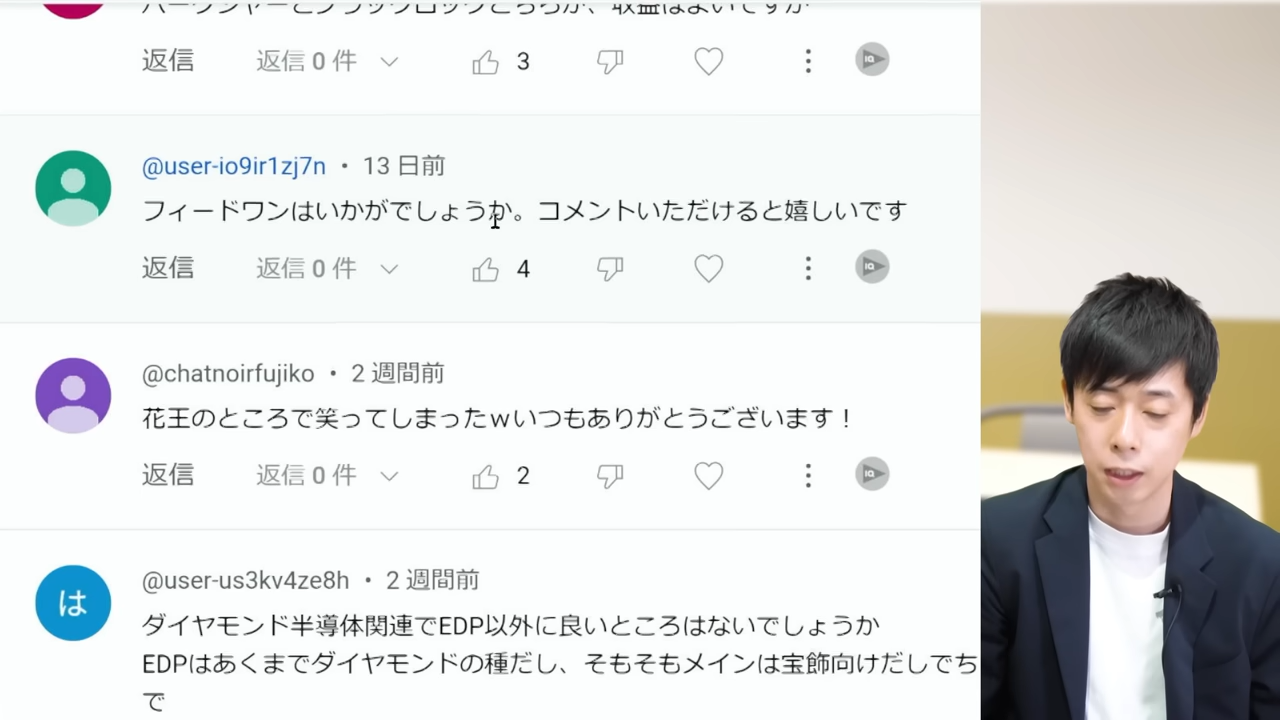 返信 返信 0 件 3
@user-io9ir1zj7n • 13 日前
フィードワンはいかがでしょうか。コメントいただけると嬉しいです
返信 返信 0 件 4
@chatnoirfujiko • 2 週間前
花王のところで笑ってしまったｗいつもありがとうございます！
返信 返信 0 件 2
は @user-us3kv4ze8h • 2 週間前
ダイヤモンド半導体関連でEDP以外に良いところはないでしょうか
EDPはあくまでダイヤモンドの種だし、そもそもメインは宝飾向けだしでち
で